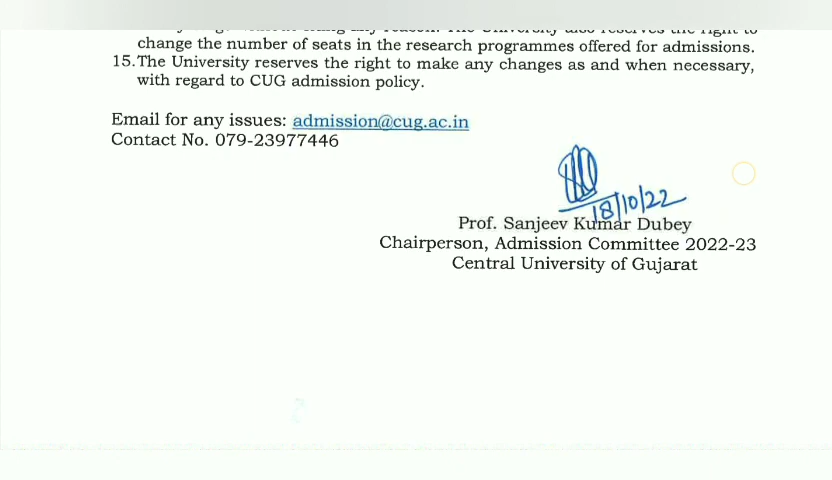 change the number of seats in the research programmes offered for admissions.
15. The University reserves the right to make any changes as and when necessary,
with regard to CUG admission policy.
Email for any issues: admission@cug.ac.in
Contact No. 079-23977446
18/10/22
Prof. Sanjeev Kumar Dubey
Chairperson, Admission Committee 2022-23
Central University of Gujarat